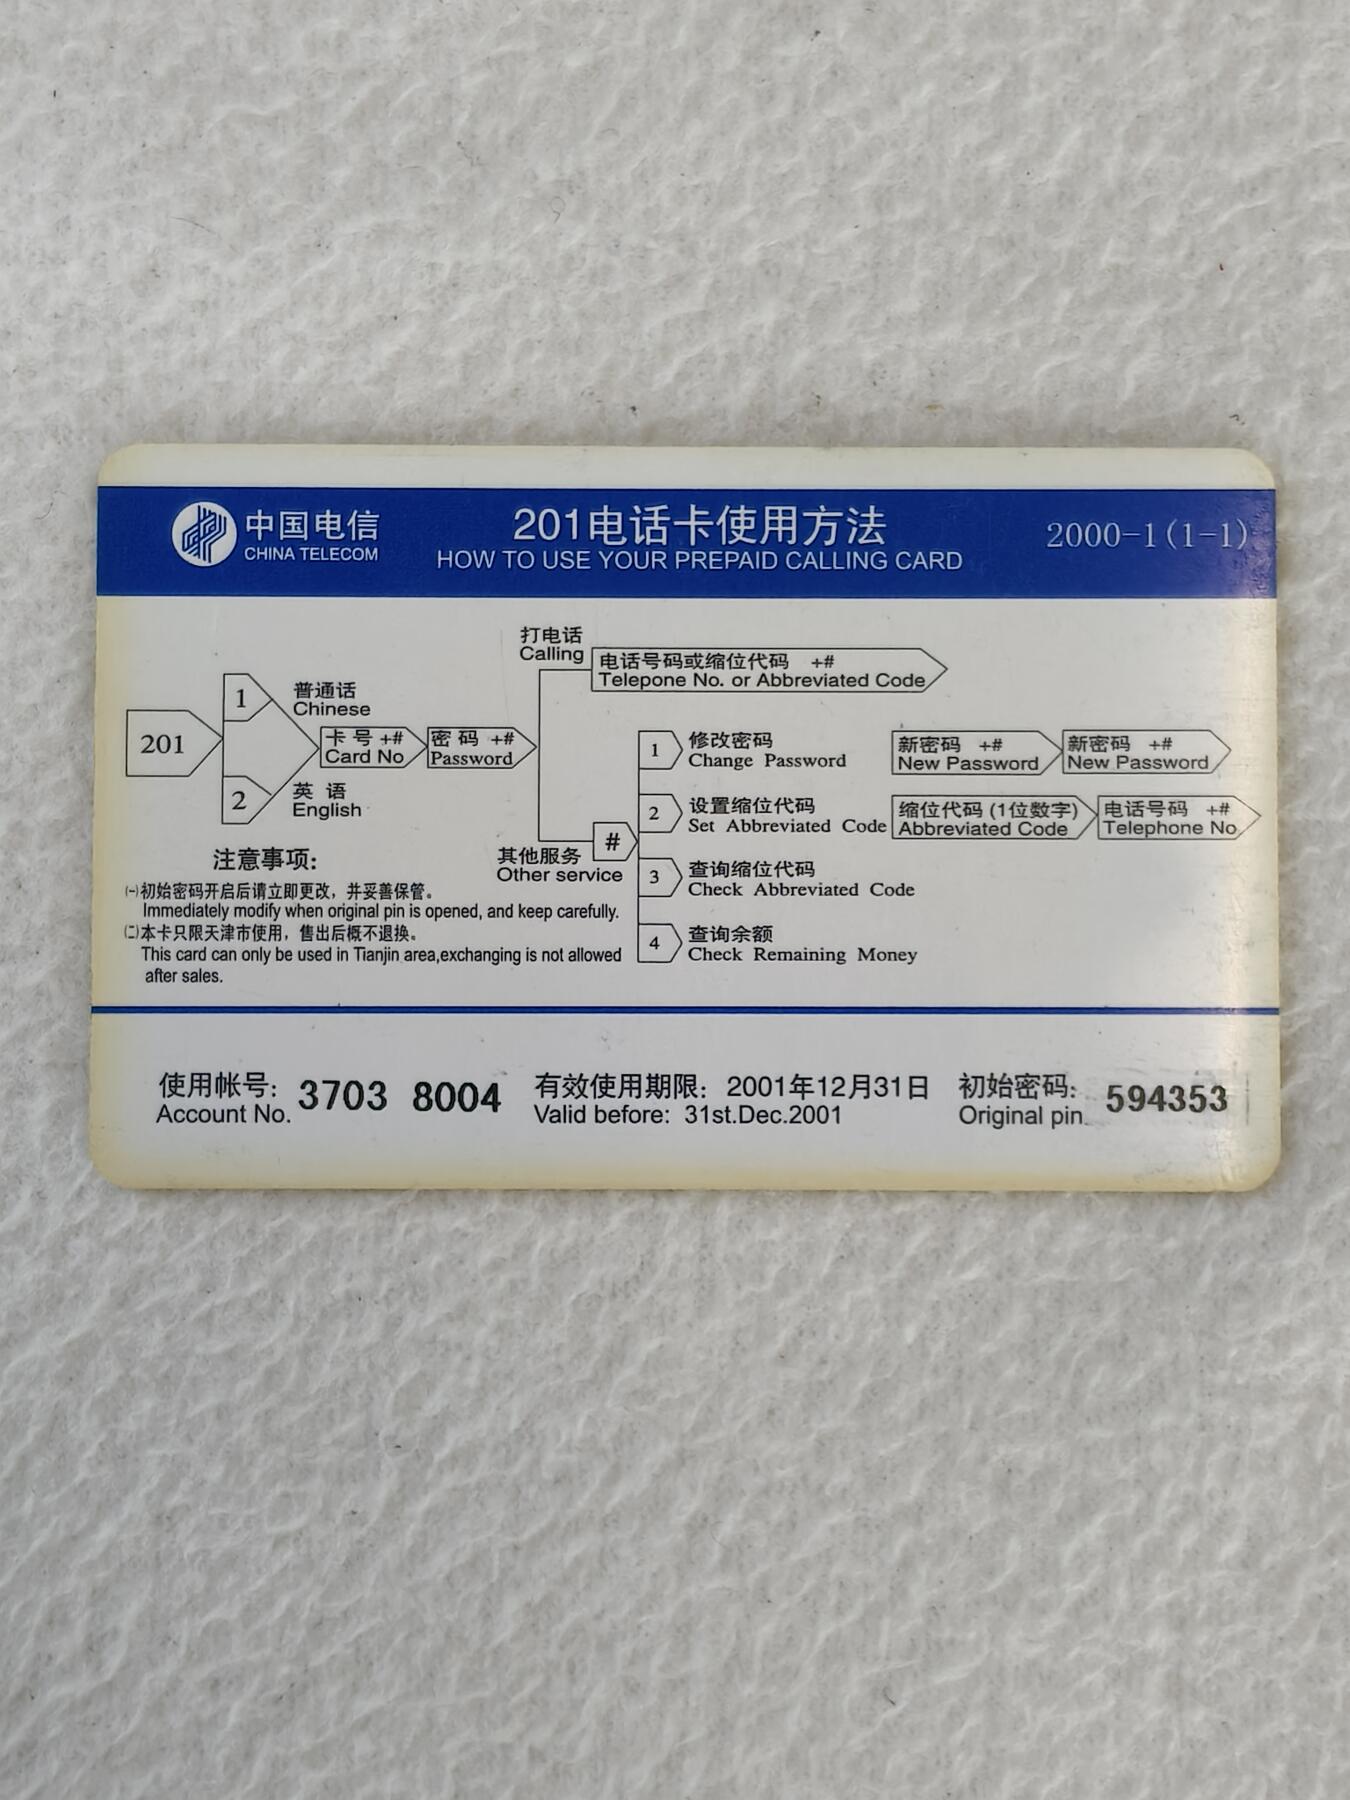 中国电信
CHINA TELECOM
201电话卡使用方法
HOW TO USE YOUR PREPAID CALLING CARD
2000-1(1-1)
201
1
普通话
Chinese
2
英 语
English
卡 号 +#
Card No
密 码 +#
Password
打电话
Calling
电话号码或缩位代码 +#
Telepone No. or Abbreviated Code
其他服务
Other service
#
1
修改密码
Change Password
新密码 +#
New Password
新密码 +#
New Password
2
设置缩位代码
Set Abbreviated Code
缩位代码 (1位数字)
Abbreviated Code
电话号码 +#
Telephone No
3
查询缩位代码
Check Abbreviated Code
4
查询余额
Check Remaining Money
注意事项:
㈠初始密码开启后请立即更改，并妥善保管。
Immediately modify when original pin is opened, and keep carefully.
㈡本卡只限天津市使用，售出后概不退换。
This card can only be used in Tianjin area,exchanging is not allowed
after sales.
使用帐号: 3703 8004
Account No.
有效使用期限: 2001年12月31日
Valid before: 31st.Dec.2001
初始密码: 594353
Original pin.